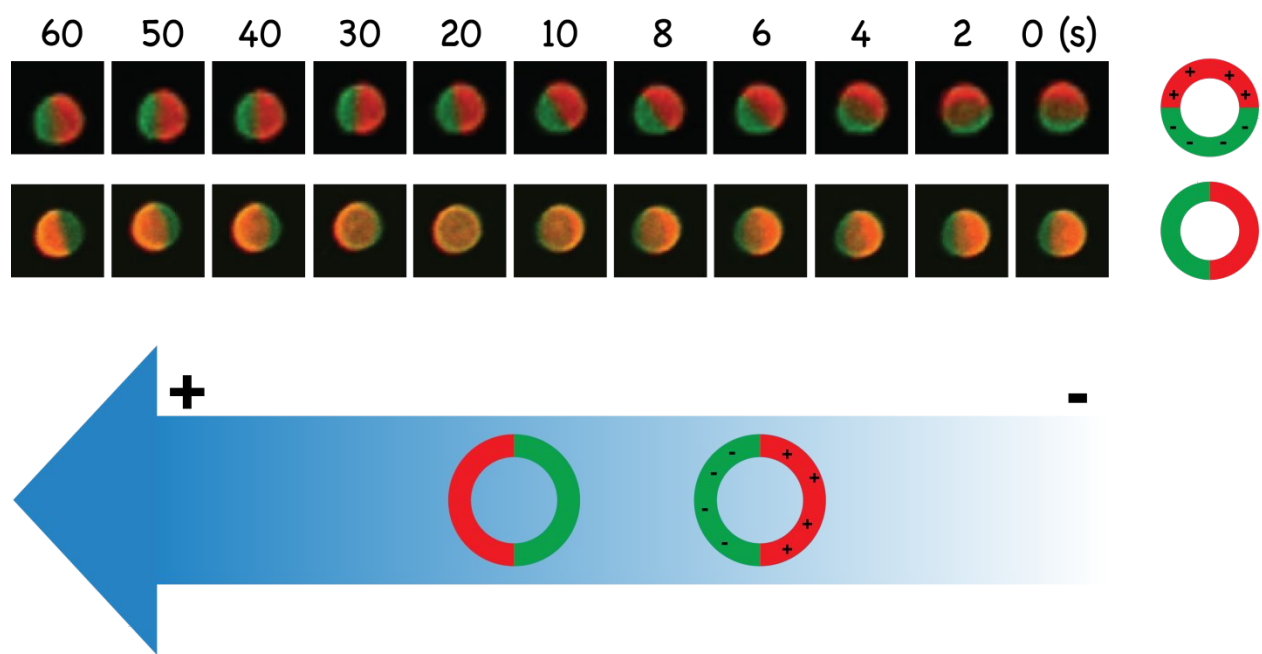 60 50 40 30 20 10 8 6 4 2 0 (s)
+ + + +
- - - -
+ -
- - - - + + + +